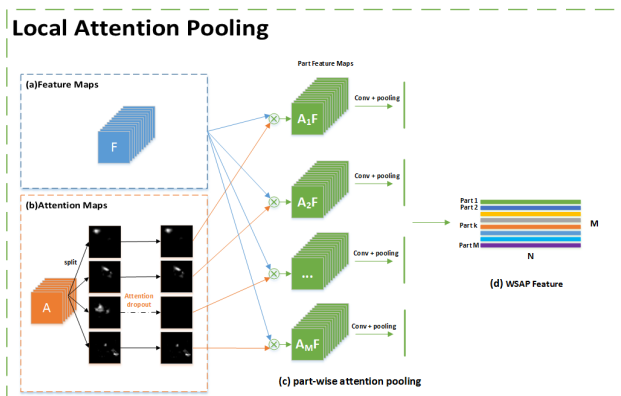 Local Attention Pooling
Part Feature Maps
(a)Feature Maps
F
A₁F
Conv + pooling
A₂F
Conv + pooling
(b)Attention Maps
split
A
Attention
dropout
...
Conv + pooling
AₘF
Conv + pooling
(c) part-wise attention pooling
Part 1
Part 2
Part k
Part M
M
N
(d) WSAP Feature